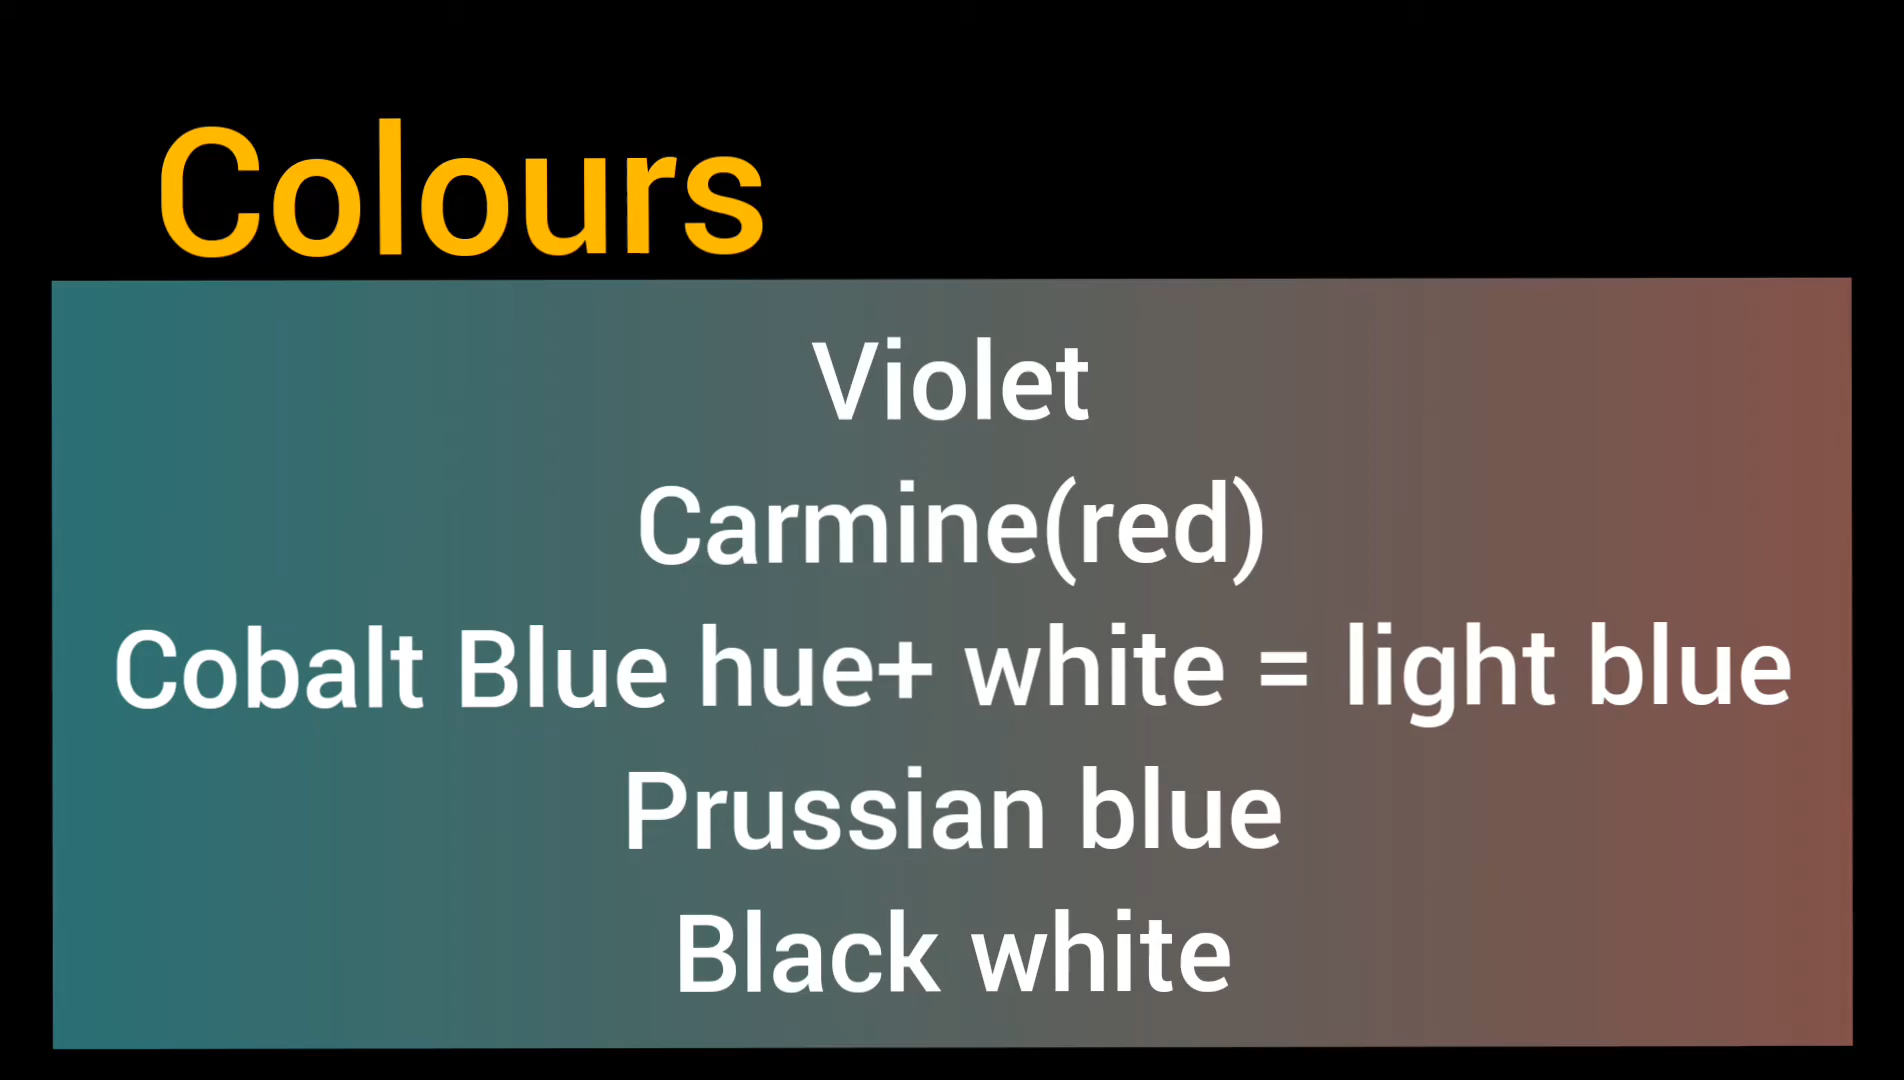 Colours
Violet
Carmine(red)
Cobalt Blue hue+ white = light blue
Prussian blue
Black white